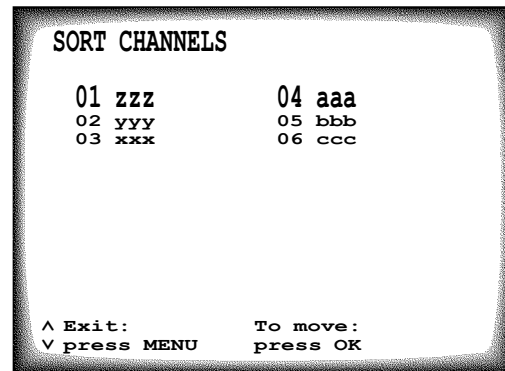 SORT CHANNELS
01 zzz 04 aaa
02 yyy 05 bbb
03 xxx 06 ccc
^ Exit: To move:
v press MENU press OK